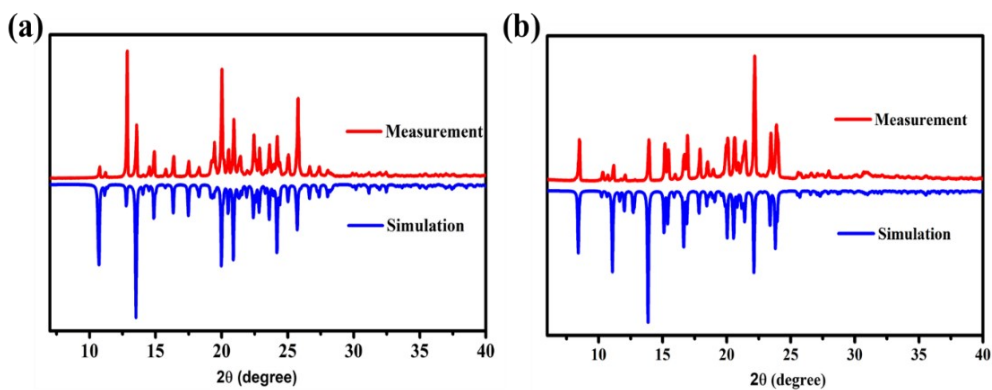 (a)
Measurement
Simulation
10 15 20 25 30 35 40
2θ (degree)
(b)
Measurement
Simulation
10 15 20 25 30 35 40
2θ (degree)